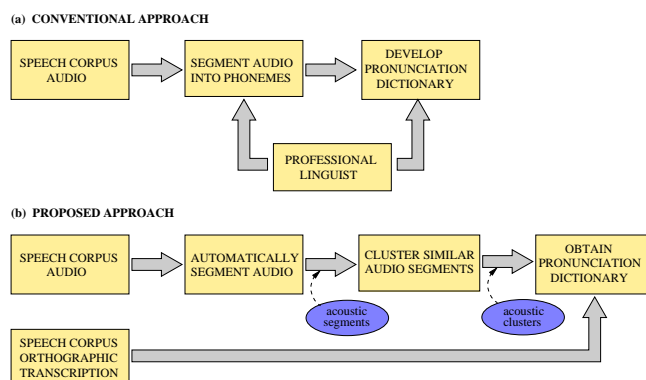 (a) CONVENTIONAL APPROACH
SPEECH CORPUS
AUDIO
SEGMENT AUDIO
INTO PHONEMES
DEVELOP
PRONUNCIATION
DICTIONARY
PROFESSIONAL
LINGUIST
(b) PROPOSED APPROACH
SPEECH CORPUS
AUDIO
AUTOMATICALLY
SEGMENT AUDIO
CLUSTER SIMILAR
AUDIO SEGMENTS
OBTAIN
PRONUNCIATION
DICTIONARY
acoustic
segments
acoustic
clusters
SPEECH CORPUS
ORTHOGRAPHIC
TRANSCRIPTION